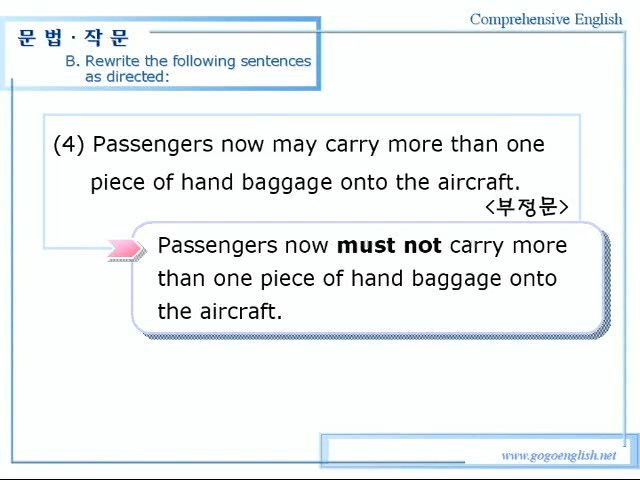 Comprehensive English
문 법 · 작 문
B. Rewrite the following sentences
as directed:
(4) Passengers now may carry more than one
piece of hand baggage onto the aircraft.
<부정문>
Passengers now must not carry more
than one piece of hand baggage onto
the aircraft.
www.gogoenglish.net